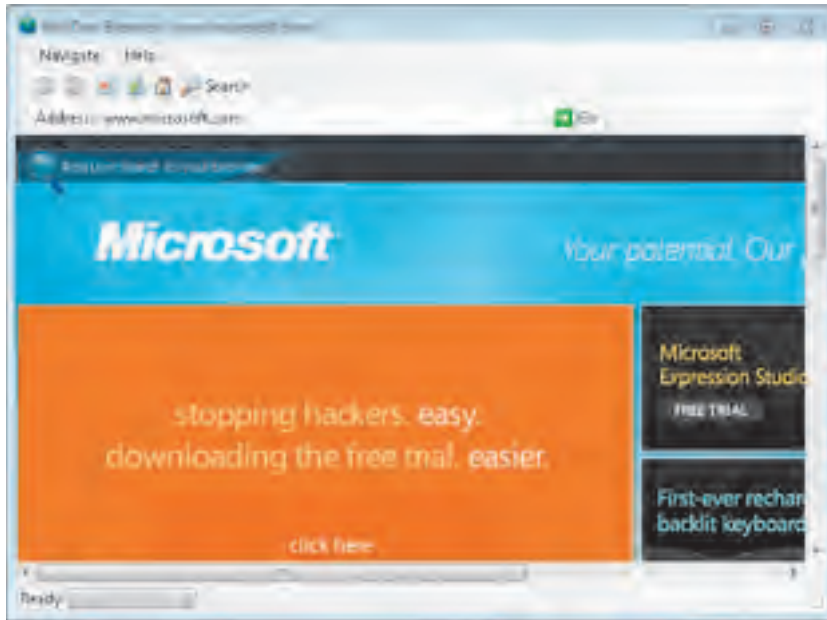 Navigate Help
Search
Address: www.microsoft.com Go
Microsoft
Your potential. Our
Microsoft
Expression Studio
FREE TRIAL
stopping hackers. easy.
downloading the free trial. easier.
First-ever rechar
backlit keyboard
click here
Ready